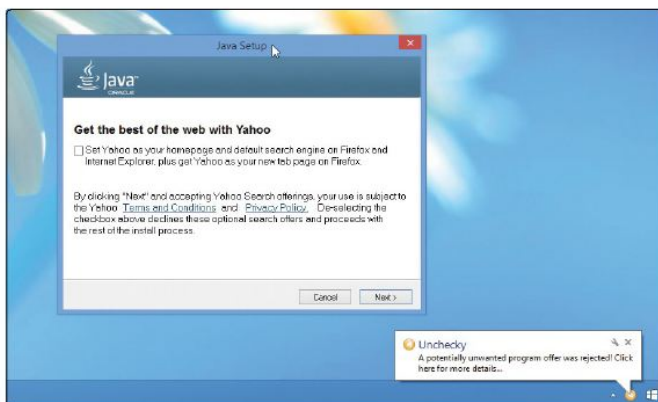 Java Setup
Java
ORACLE
Get the best of the web with Yahoo
Set Yahoo as your homepage and default search engine on Firefox and
Internet Explorer, plus get Yahoo as your new tab page on Firefox.
By clicking "Next" and accepting Yahoo Search offerings, your use is subject to
the Yahoo Terms and Conditions and Privacy Policy. De-selecting the
checkbox above declines these optional search offers and proceeds with
the rest of the install process.
Cancel Next >
Unchecky
A potentially unwanted program offer was rejected! Click
here for more details...